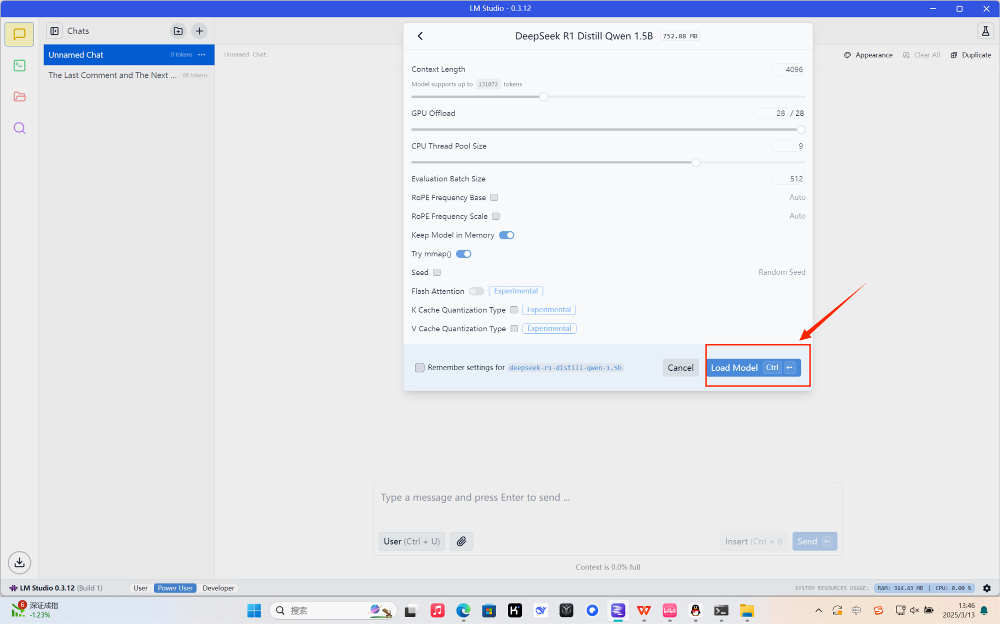 LM Studio - 0.3.12
Chats
Unnamed Chat 0 tokens ...
The Last Comment and The Next ... 6K tokens
Unnamed Chat
Appearance Clear All Duplicate
DeepSeek R1 Distill Qwen 1.5B 752.88 MB
Context Length 4096
Model supports up to 131072 tokens
GPU Offload 28 / 28
CPU Thread Pool Size 9
Evaluation Batch Size 512
RoPE Frequency Base Auto
RoPE Frequency Scale Auto
Keep Model in Memory
Try mmap()
Seed Random Seed
Flash Attention Experimental
K Cache Quantization Type Experimental
V Cache Quantization Type Experimental
Remember settings for deepseek-r1-distill-qwen-1.5b Cancel Load Model Ctrl ↩
Type a message and press Enter to send ...
User (Ctrl + U) Insert (Ctrl + I) Send ↩
Context is 0.0% full
LM Studio 0.3.12 (Build 1) User Power User Developer SYSTEM RESOURCES USAGE: RAM: 314.43 MB | CPU: 0.00 %
6 深证成指
-1.23%
搜索
bilibili
中
13:46
2025/3/13